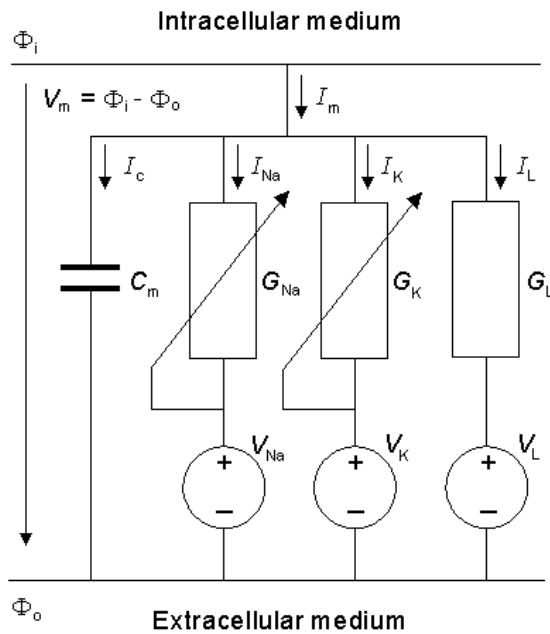 Intracellular medium
Φi
Vm = Φi - Φo
Im
Ic
INa
IK
IL
Cm
GNa
GK
GL
VNa
VK
VL
+
+
+
−
−
−
Φo
Extracellular medium